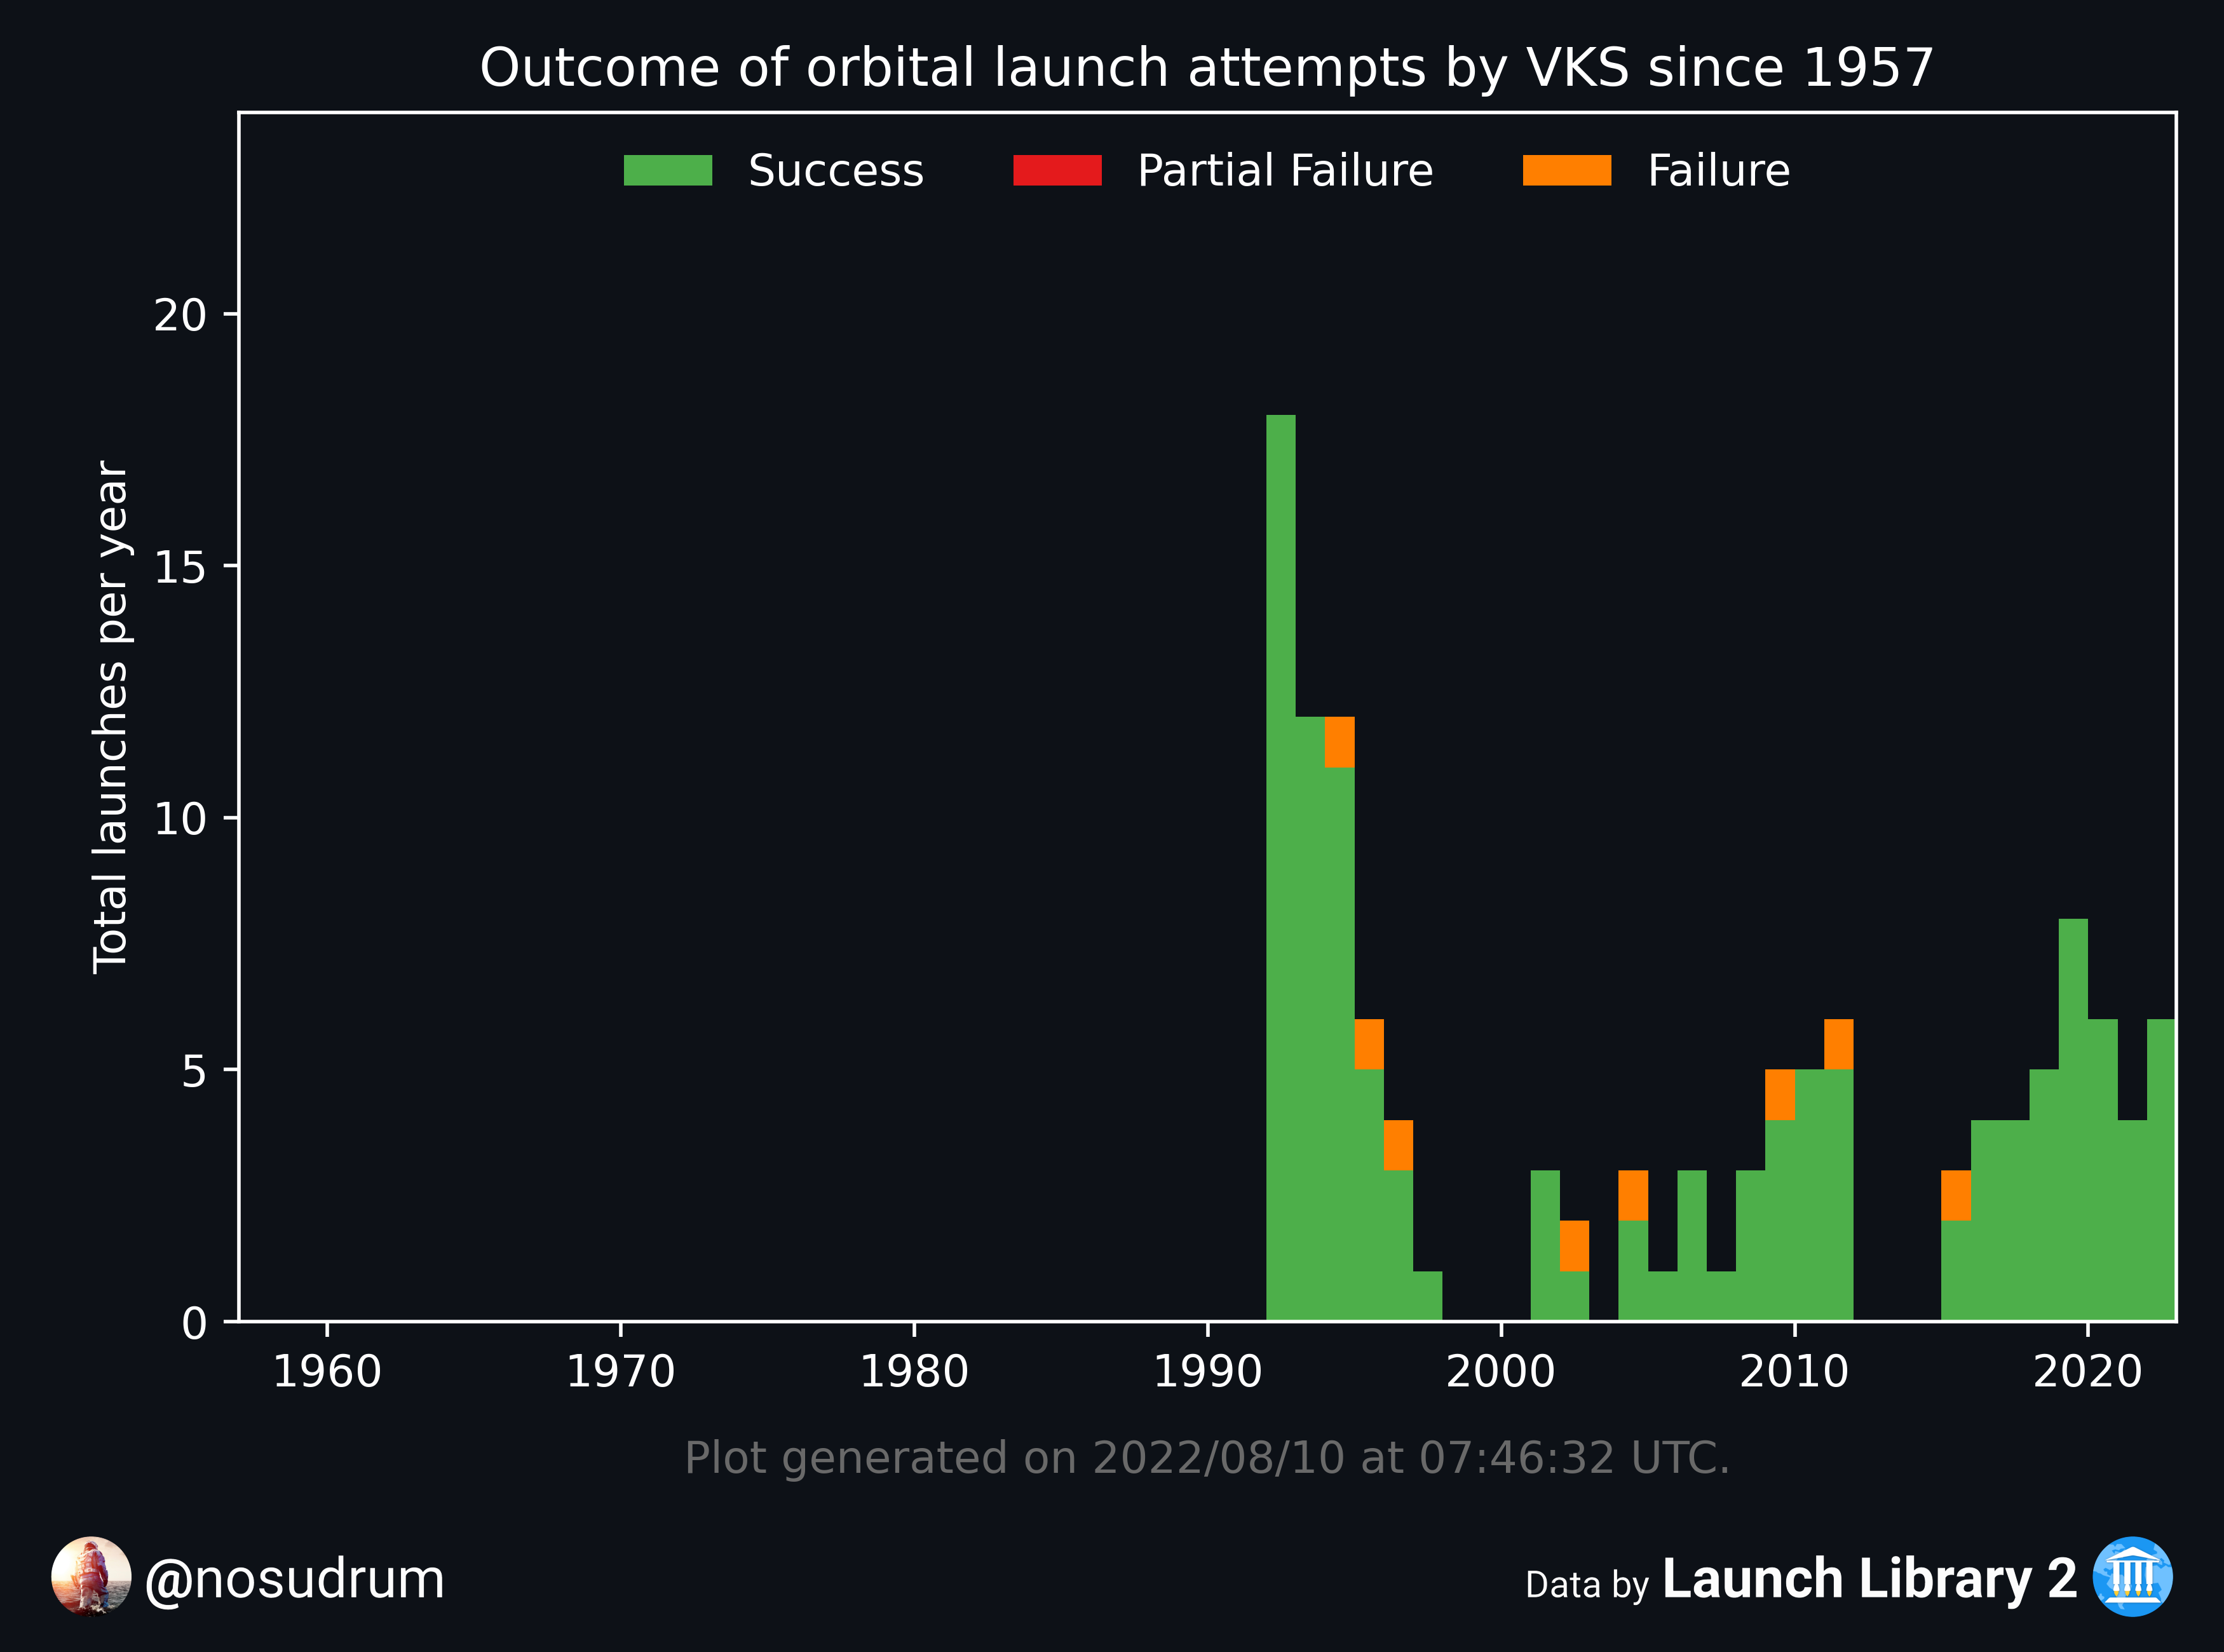 Outcome of orbital launch attempts by VKS since 1957
Success Partial Failure Failure
Total launches per year
20
15
10
5
0
1960 1970 1980 1990 2000 2010 2020
Plot generated on 2022/08/10 at 07:46:32 UTC.
@nosudrum
Data by Launch Library 2